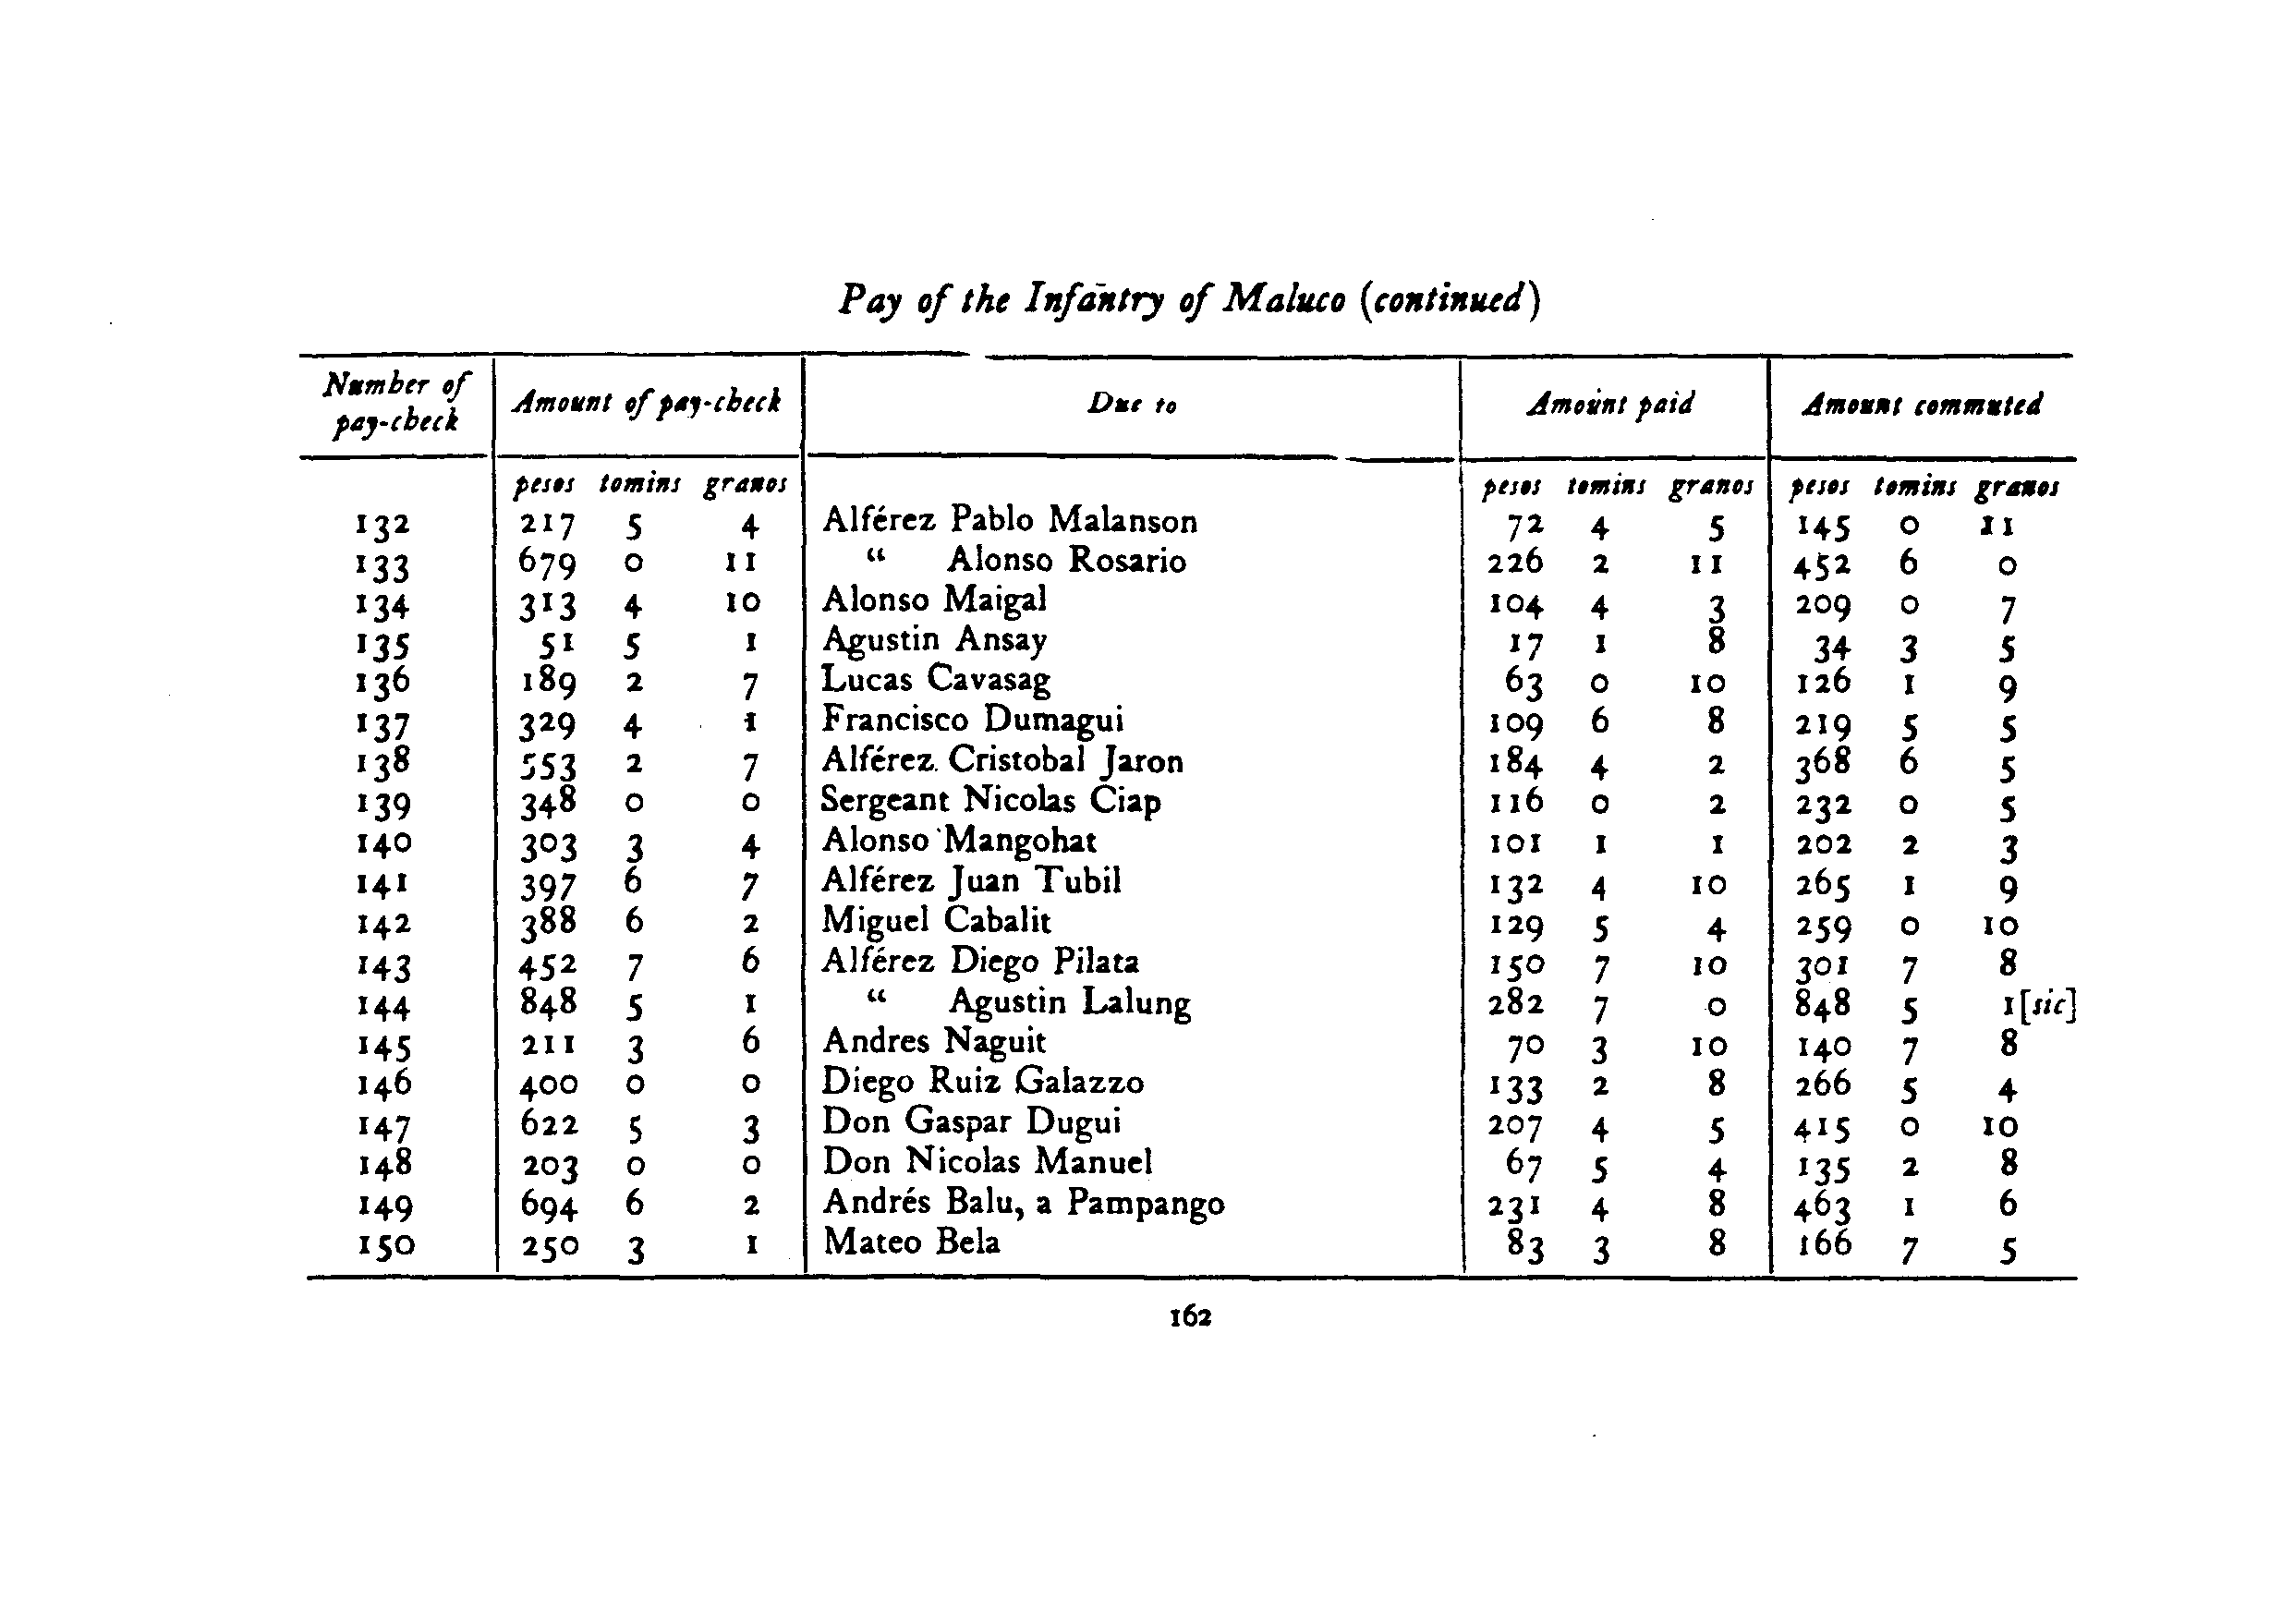 Pay of the Infantry of Maluco (continued)
Number of pay-check | Amount of pay-check | Due to | Amount paid | Amount commuted
pesos tomins granos | pesos tomins granos | pesos tomins granos
132 217 5 4 Alférez Pablo Malanson 72 4 5 145 0 11
133 679 0 11 “ Alonso Rosario 226 2 11 452 6 0
134 313 4 10 Alonso Maigal 104 4 3 209 0 7
135 51 5 1 Agustin Ansay 17 1 8 34 3 5
136 189 2 7 Lucas Cavasag 63 0 10 126 1 9
137 329 4 1 Francisco Dumagui 109 6 8 219 5 5
138 553 2 7 Alférez Cristobal Jaron 184 4 2 368 6 5
139 348 0 0 Sergeant Nicolas Ciap 116 0 2 232 0 5
140 303 3 4 Alonso Mangohat 101 1 1 202 2 3
141 397 6 7 Alférez Juan Tubil 132 4 10 265 1 9
142 388 6 2 Miguel Cabalit 129 5 4 259 0 10
143 452 7 6 Alférez Diego Pilata 150 7 10 301 7 8
144 848 5 1 “ Agustin Lalung 282 7 0 848 5 1 [sic]
145 211 3 6 Andres Naguit 70 3 10 140 7 8
146 400 0 0 Diego Ruiz Galazzo 133 2 8 266 5 4
147 622 5 3 Don Gaspar Dugui 207 4 5 415 0 10
148 203 0 0 Don Nicolas Manuel 67 5 4 135 2 8
149 694 6 2 Andrés Balu, a Pampango 231 4 8 463 1 6
150 250 3 1 Mateo Bela 83 3 8 166 7 5
162